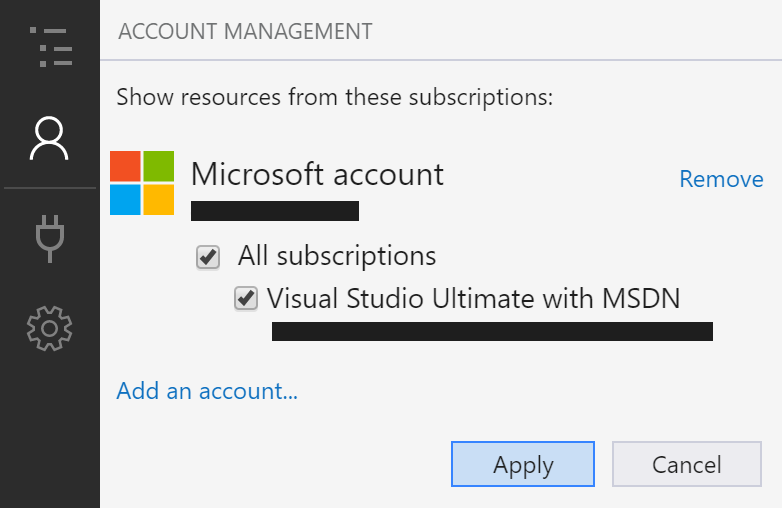 ACCOUNT MANAGEMENT
Show resources from these subscriptions:
Microsoft account
Remove
All subscriptions
Visual Studio Ultimate with MSDN
Add an account...
Apply
Cancel